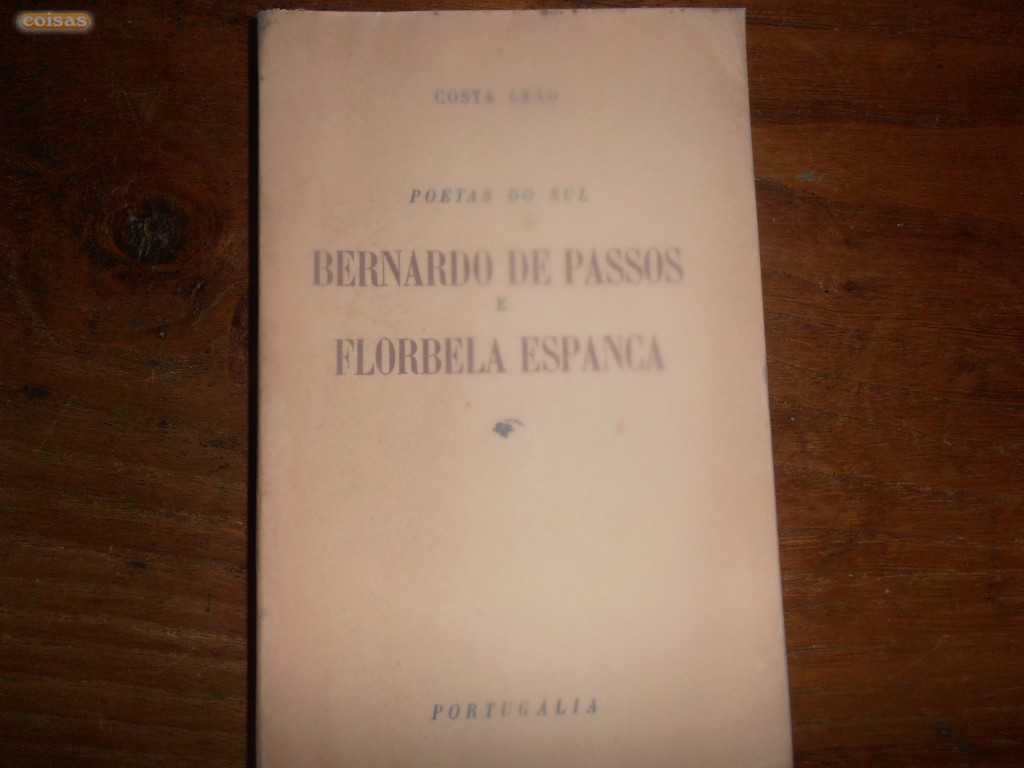 coisas
COSTA LEÃO
POETAS DO SUL
BERNARDO DE PASSOS
E
FLORBELA ESPANCA
PORTUGÁLIA